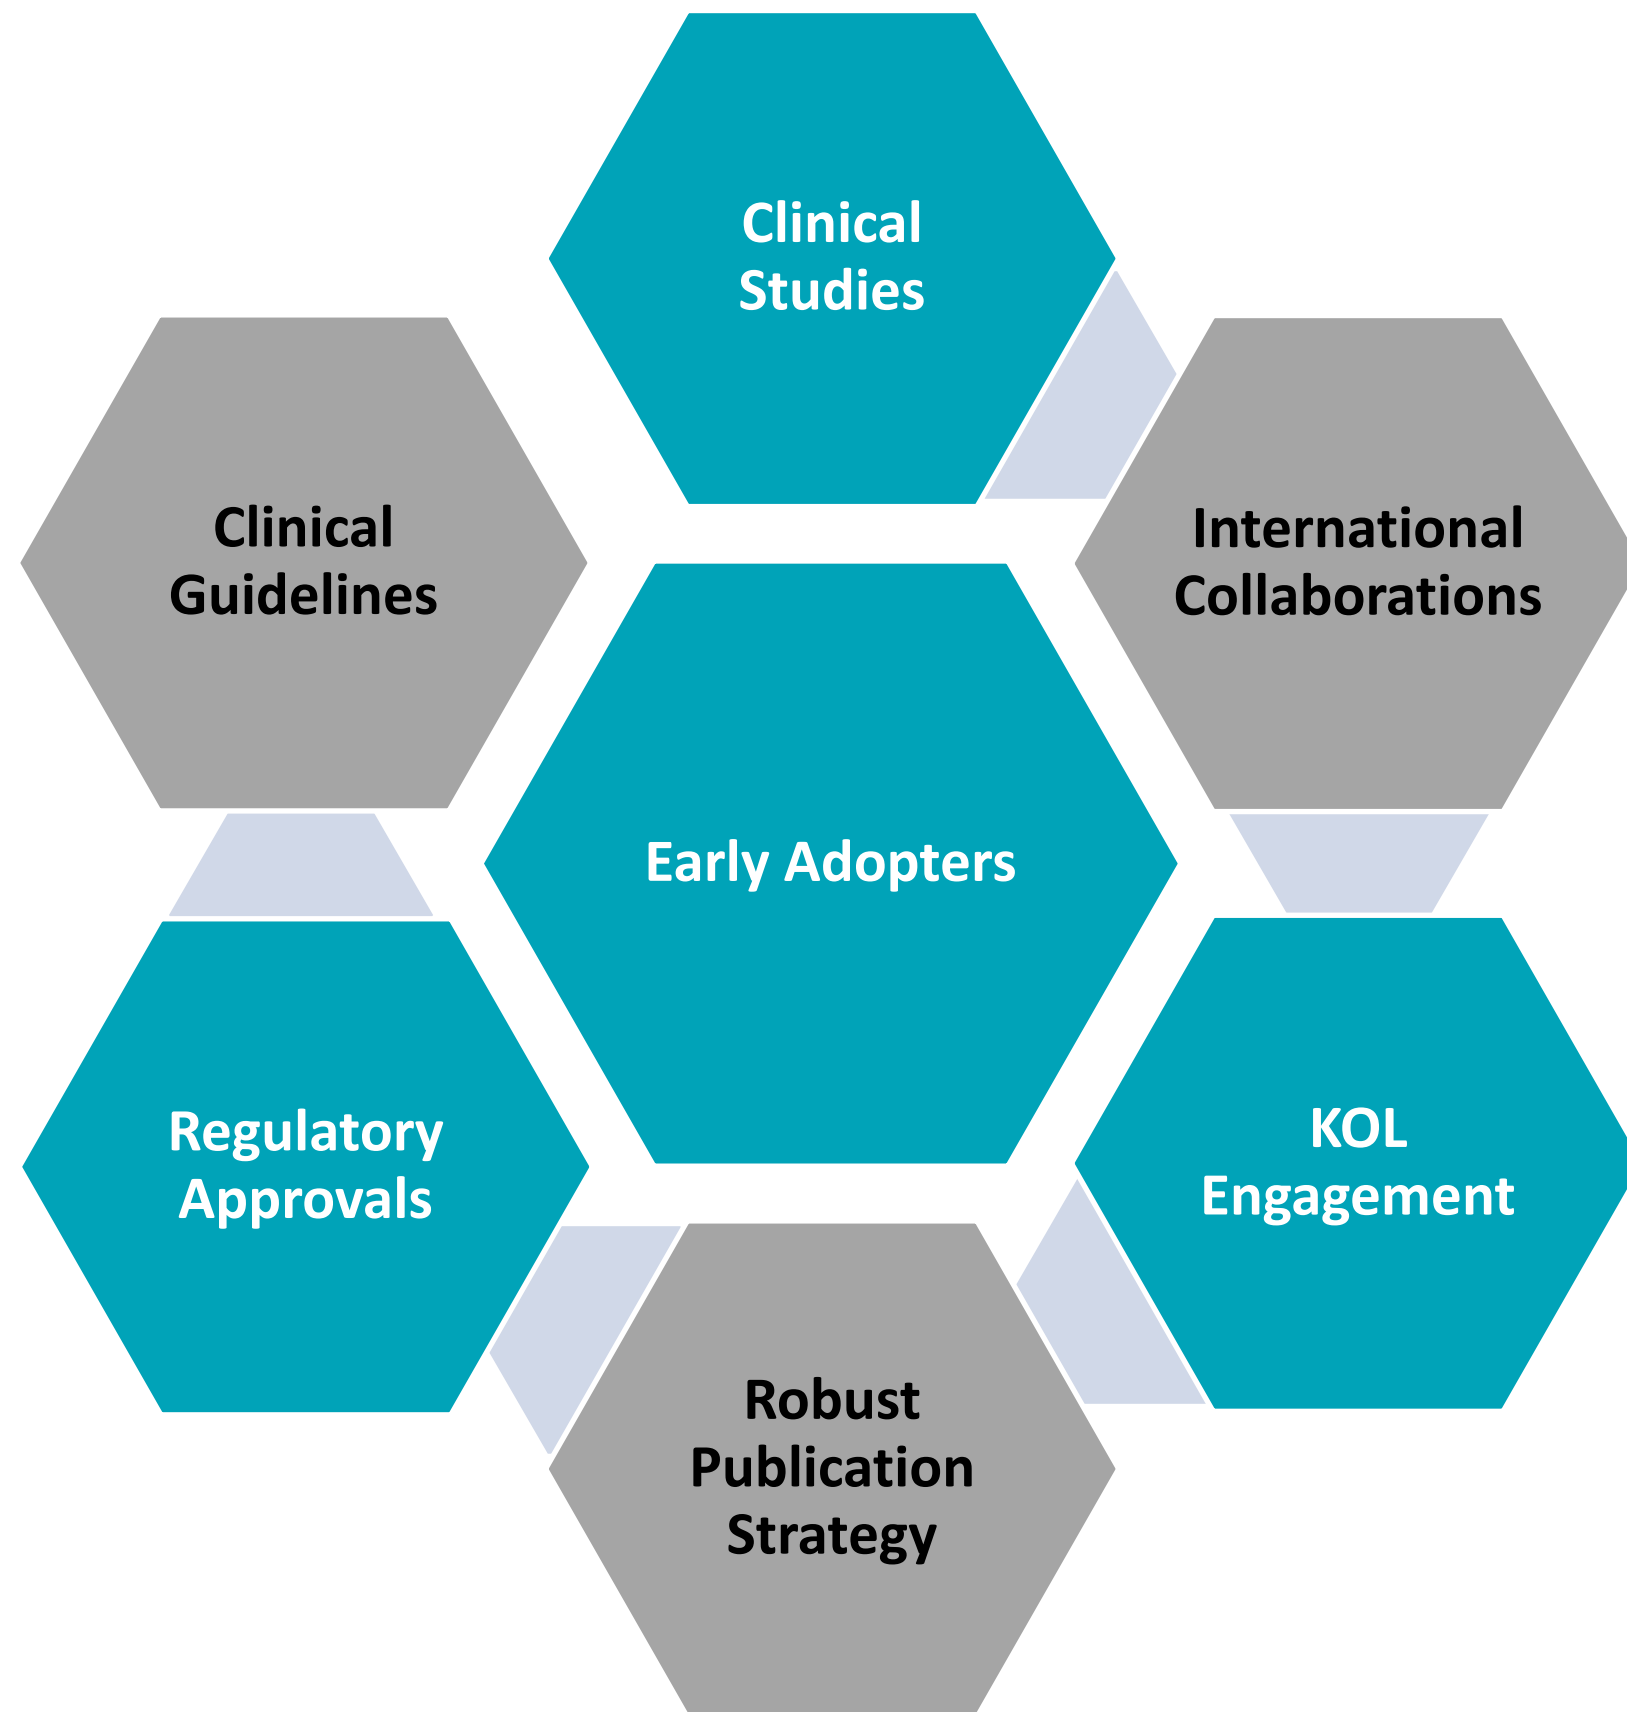 Clinical
Studies
Clinical
Guidelines
International
Collaborations
Early Adopters
Regulatory
Approvals
KOL
Engagement
Robust
Publication
Strategy